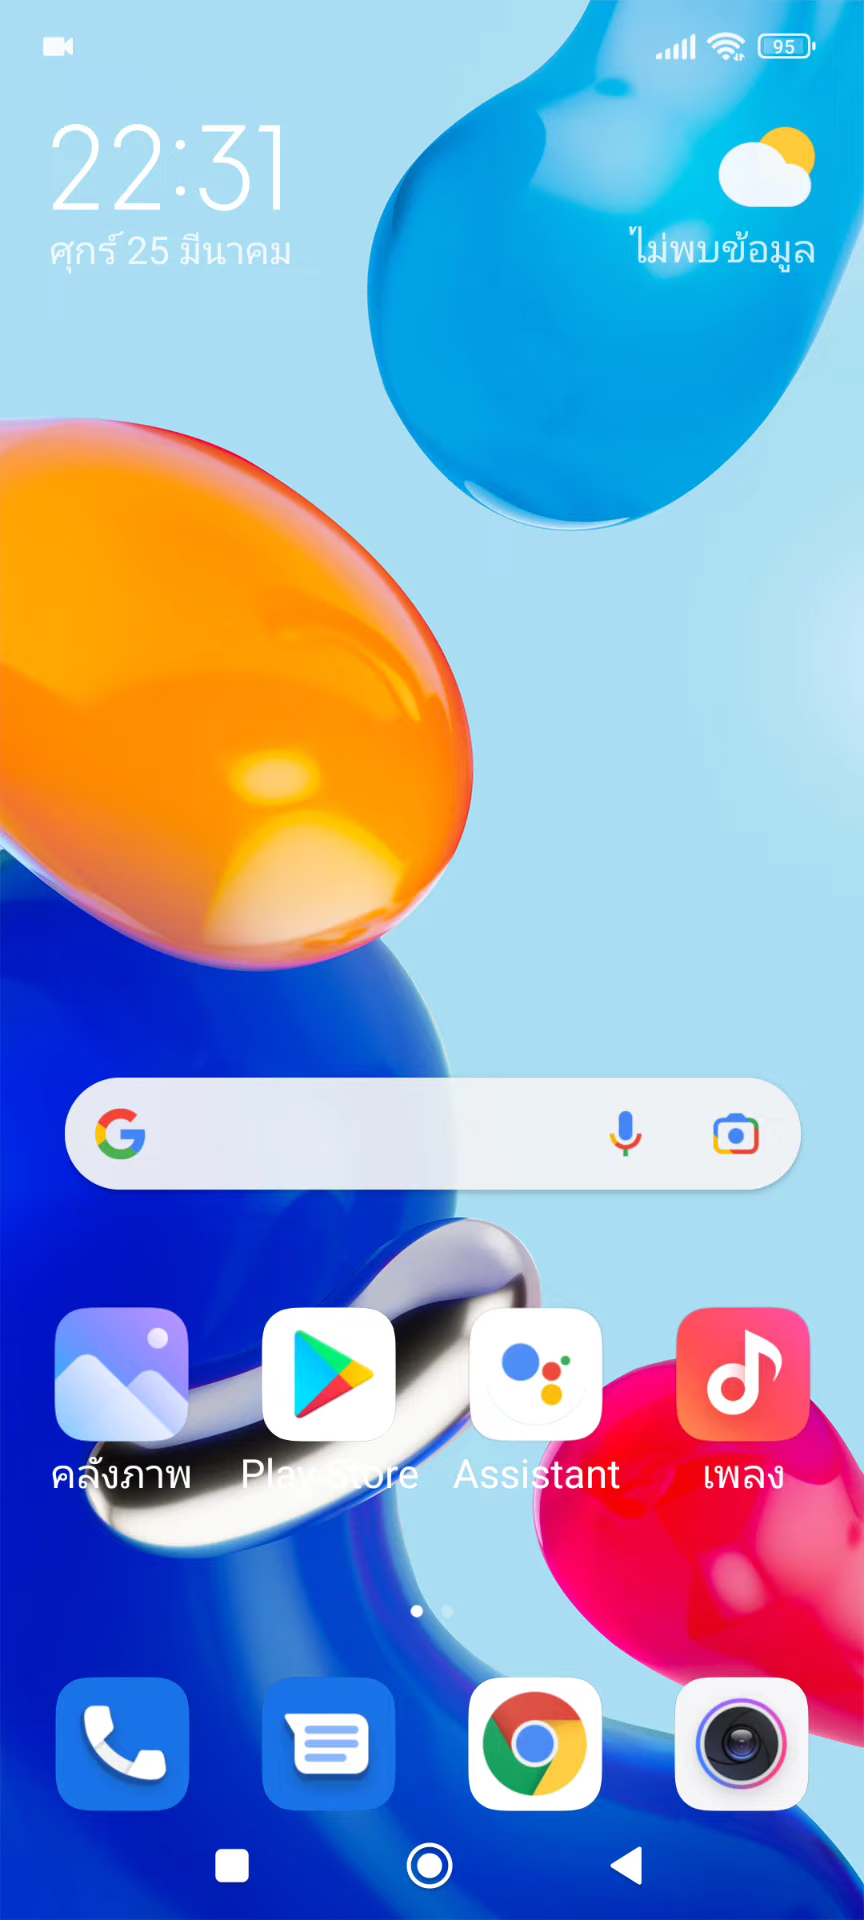 95
22:31
ศุกร์ 25 มีนาคม
ไม่พบข้อมูล
คลังภาพ
Play Store
Assistant
เพลง